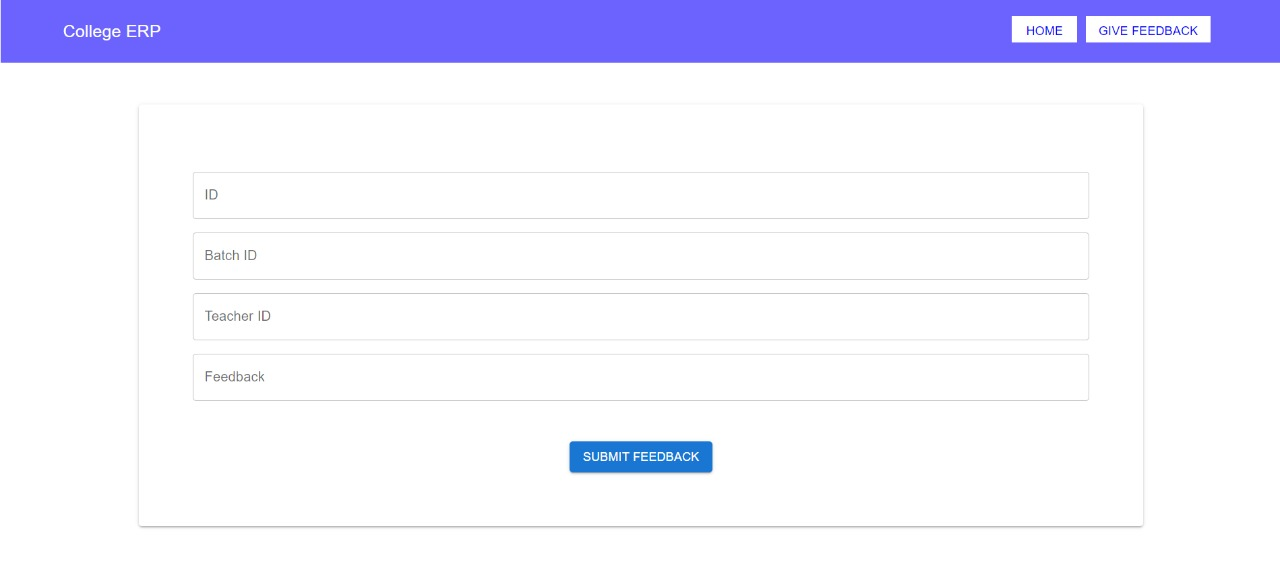 College ERP
HOME
GIVE FEEDBACK
ID
Batch ID
Teacher ID
Feedback
SUBMIT FEEDBACK